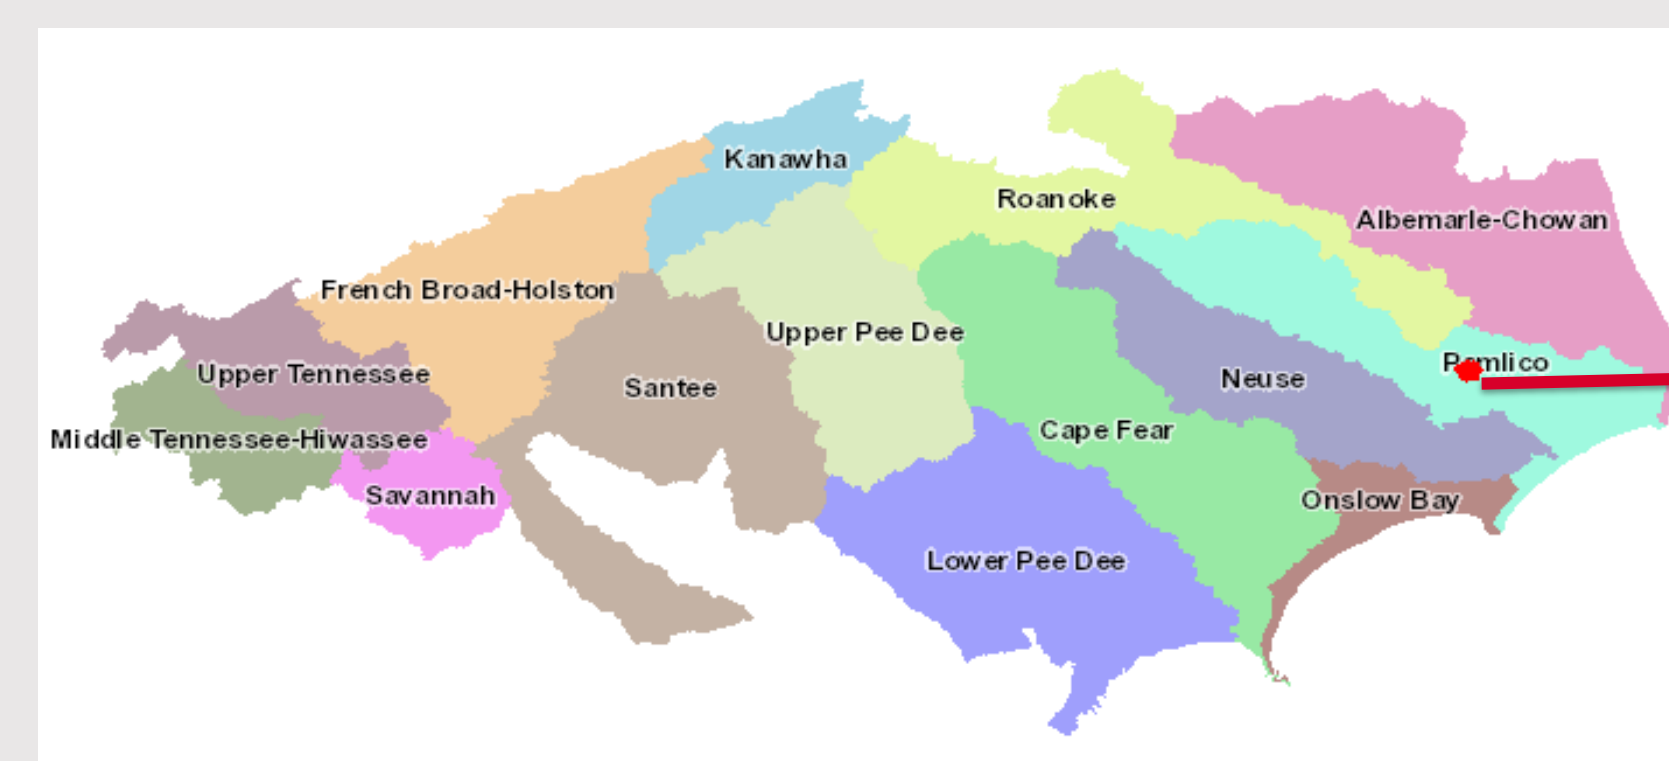 Kanawha
Roanoke
Albemarle-Chowan
French Broad-Holston
Upper Pee Dee
Pamlico
Upper Tennessee
Neuse
Santee
Cape Fear
Middle Tennessee-Hiwassee
Savannah
Onslow Bay
Lower Pee Dee